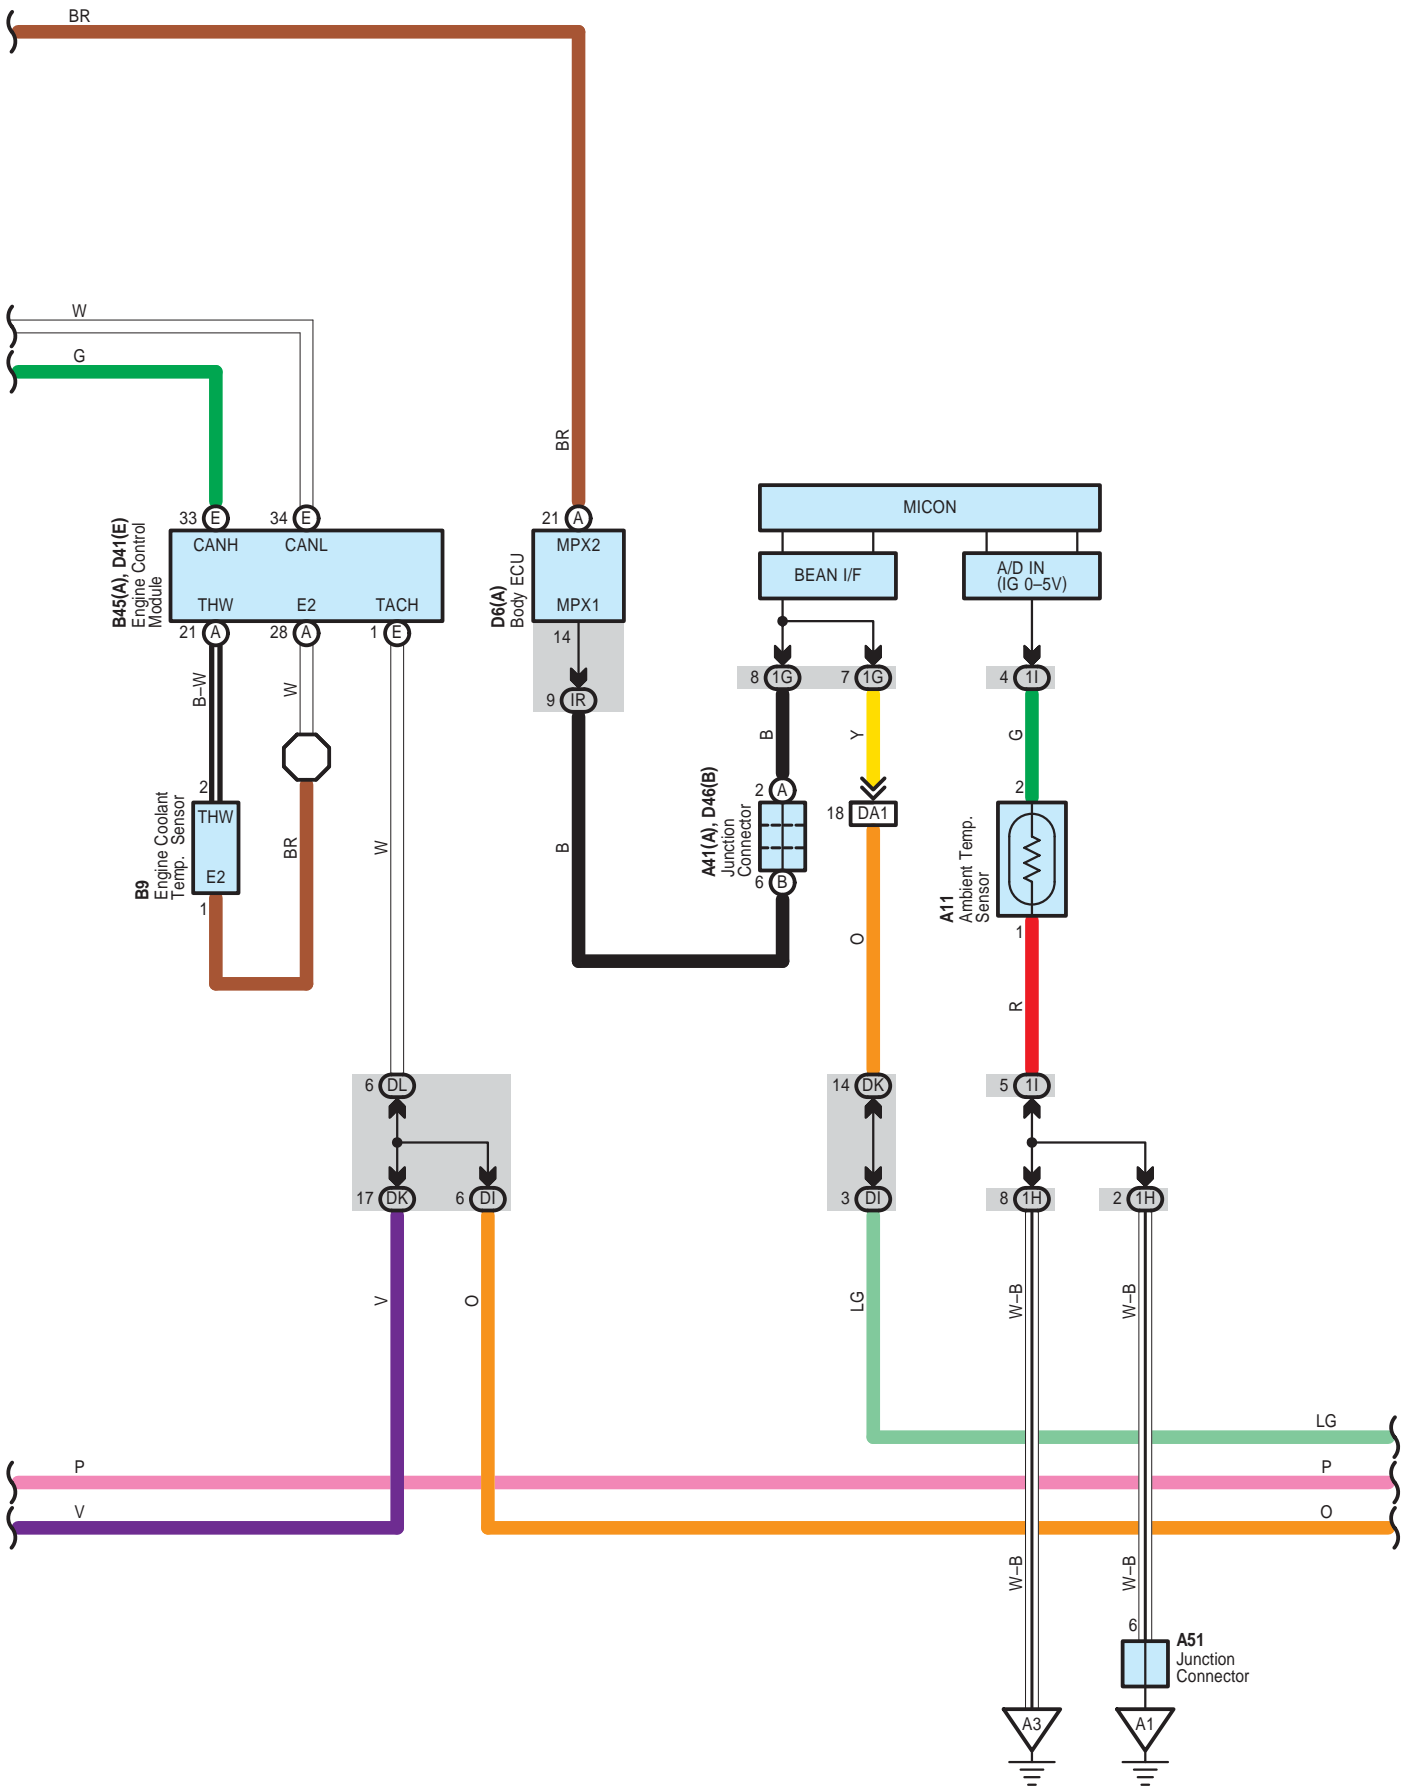 BR
W
G
BR
33 E
34 E
21 A
B45(A), D41(E)
Engine Control
Module
CANH
CANL
THW
E2
TACH
21 A
28 A
1 E
D6(A)
Body ECU
MPX2
MPX1
14
9 IR
MICON
BEAN I/F
A/D IN
(IG 0–5V)
8 1G
7 1G
4 1I
B–W
W
B
Y
G
2
THW
E2
1
B9
Engine Coolant
Temp. Sensor
BR
W
B
A41(A), D46(B)
Junction
Connector
2 A
6 B
18 DA1
O
2
A11
Ambient Temp.
Sensor
1
R
6 DL
14 DK
5 1I
17 DK
6 DI
3 DI
8 1H
2 1H
V
O
LG
W–B
W–B
LG
P
P
V
O
W–B
W–B
6
A51
Junction
Connector
A3
A1